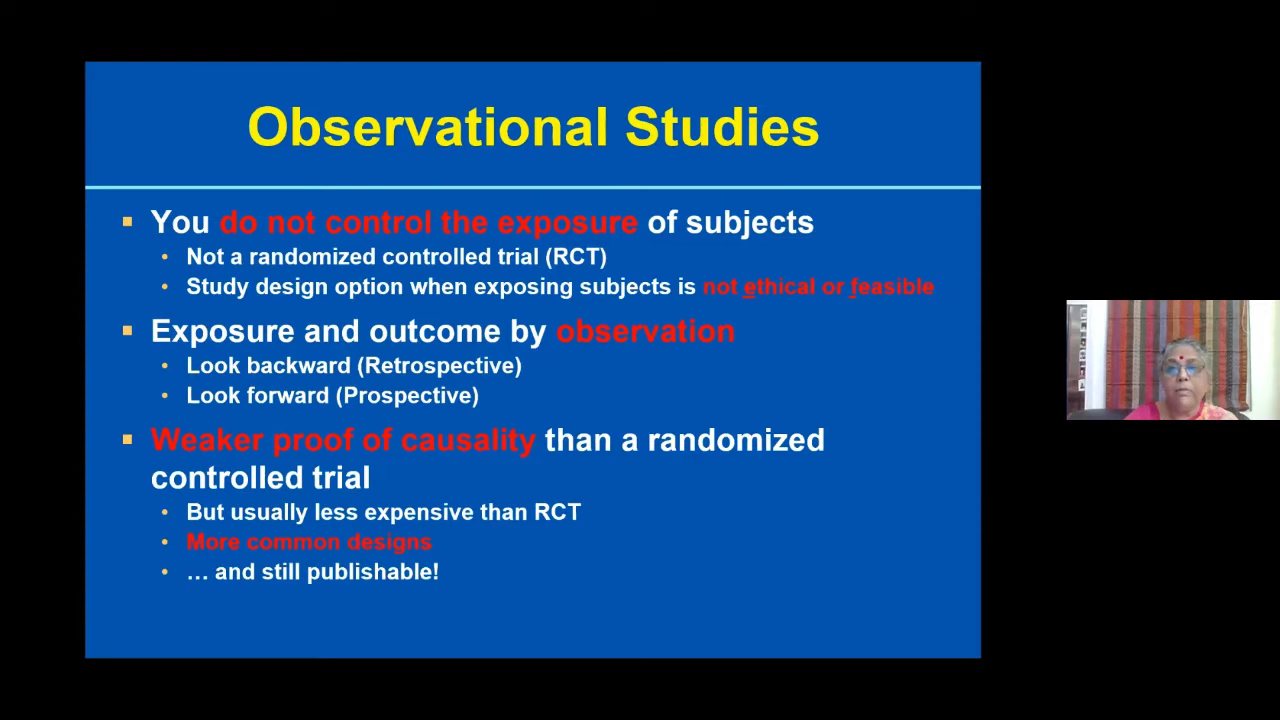 Observational Studies
▪ You do not control the exposure of subjects
• Not a randomized controlled trial (RCT)
• Study design option when exposing subjects is not ethical or feasible
▪ Exposure and outcome by observation
• Look backward (Retrospective)
• Look forward (Prospective)
▪ Weaker proof of causality than a randomized
controlled trial
• But usually less expensive than RCT
• More common designs
• … and still publishable!